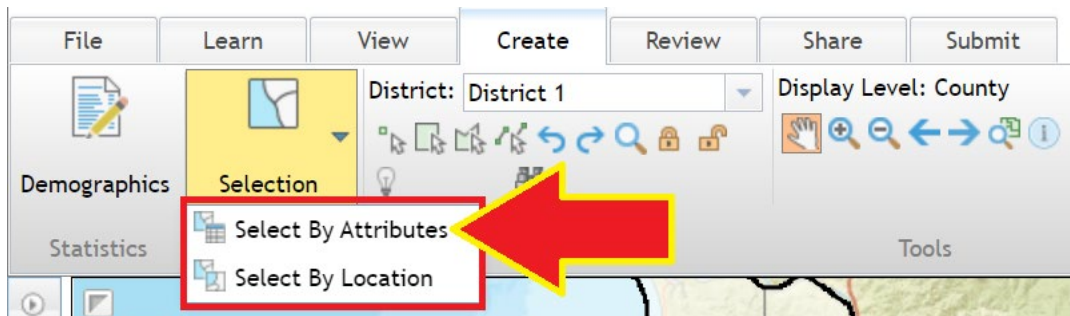 File Learn View Create Review Share Submit
District: District 1 Display Level: County
Demographics Selection
Select By Attributes
Statistics Tools
Select By Location